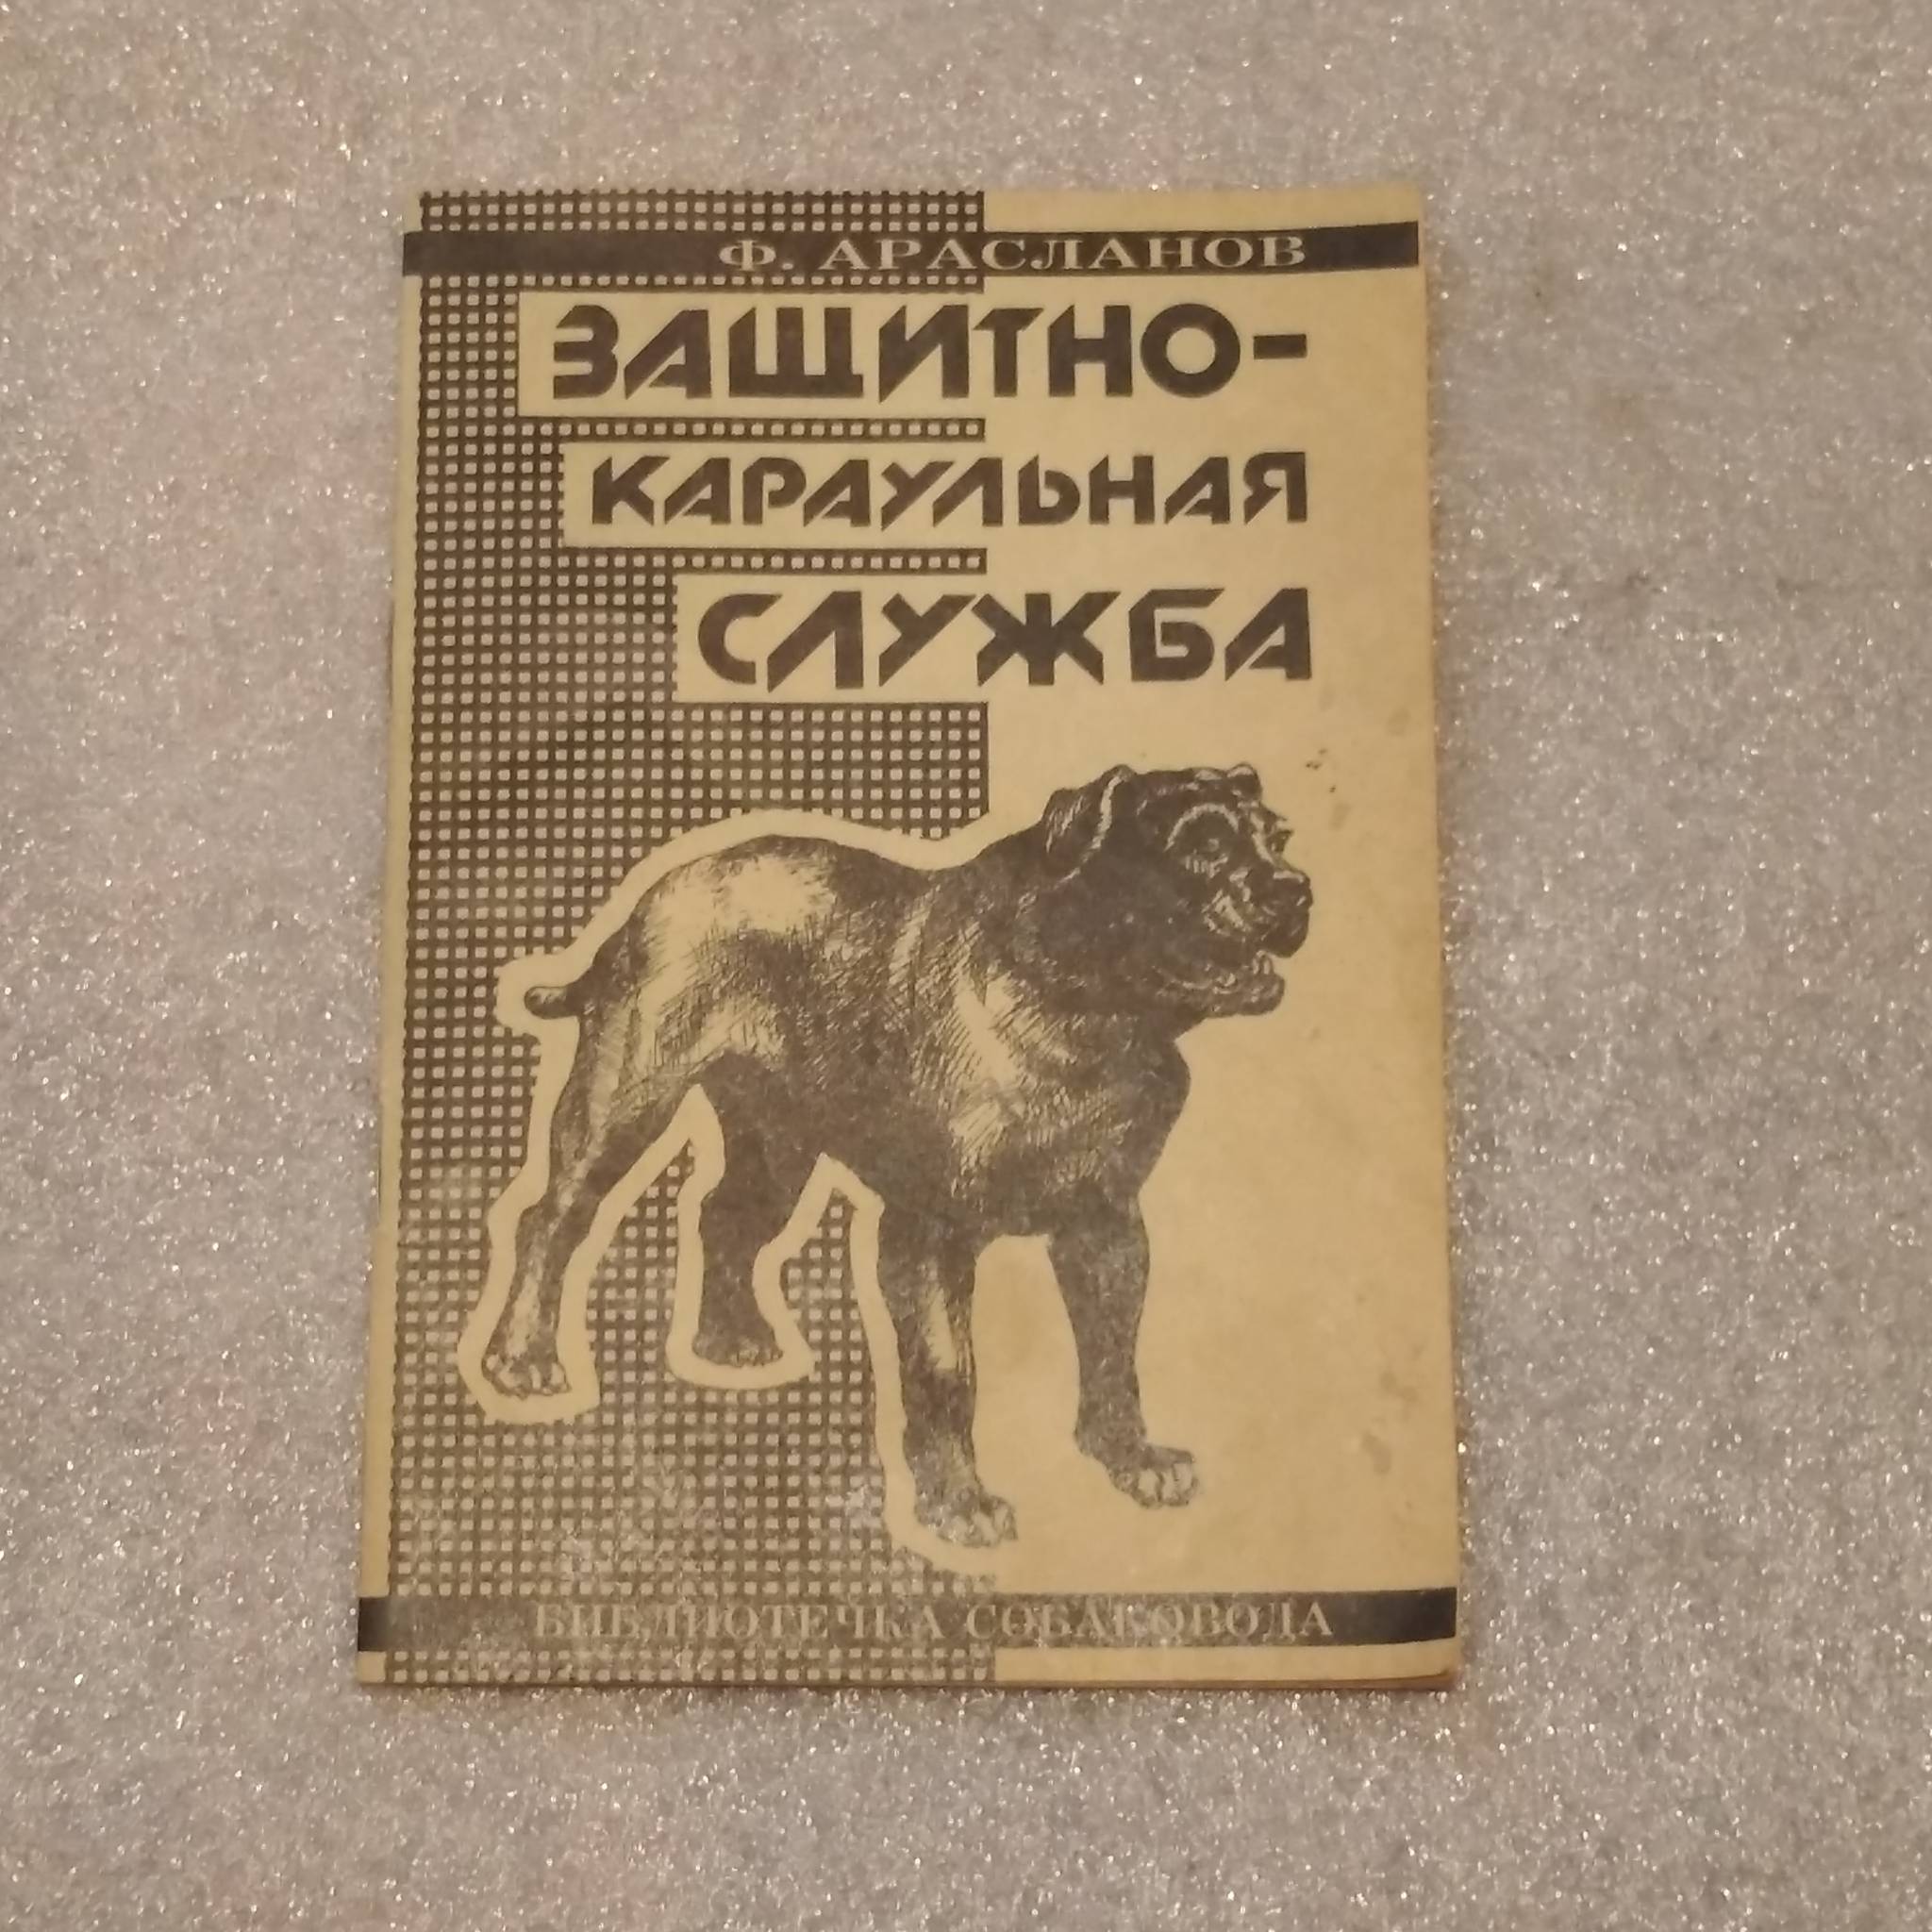 Ф. АРАСЛАНОВ
ЗАЩИТНО-
КАРАУЛЬНАЯ
СЛУЖБА
БИБЛИОТЕЧКА СОБАКОВОДА